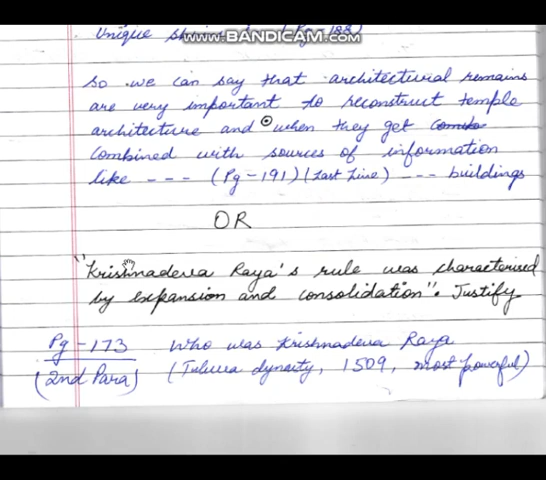 WWW.BANDICAM.COM
Unique
so we can say that architectural remains
are very important to reconstruct temple
architecture and when they get
combined with sources of information
like --- (Pg-191) (Last Line) --- buildings
OR
"Krishnadeva Raya's rule was characterised
by expansion and consolidation". Justify
Pg-173 Who was Krishnadeva Raya
(2nd Para) (Tuluva dynasty, 1509, most powerful)